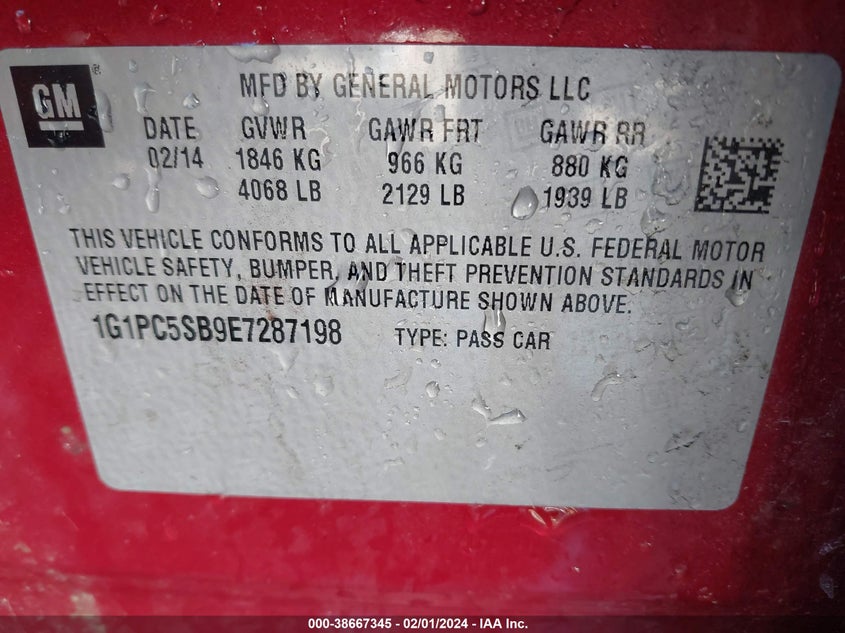 GM
MFD BY GENERAL MOTORS LLC
DATE GVWR GAWR FRT GAWR RR
02/14 1846 KG 966 KG 880 KG
4068 LB 2129 LB 1939 LB
THIS VEHICLE CONFORMS TO ALL APPLICABLE U.S. FEDERAL MOTOR
VEHICLE SAFETY, BUMPER, AND THEFT PREVENTION STANDARDS IN
EFFECT ON THE DATE OF MANUFACTURE SHOWN ABOVE.
1G1PC5SB9E7287198 TYPE: PASS CAR
000-38667345 - 02/01/2024 - IAA Inc.